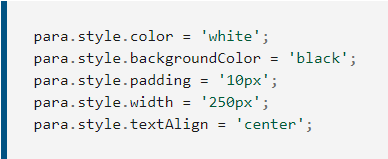 para.style.color = 'white';
para.style.backgroundColor = 'black';
para.style.padding = '10px';
para.style.width = '250px';
para.style.textAlign = 'center';